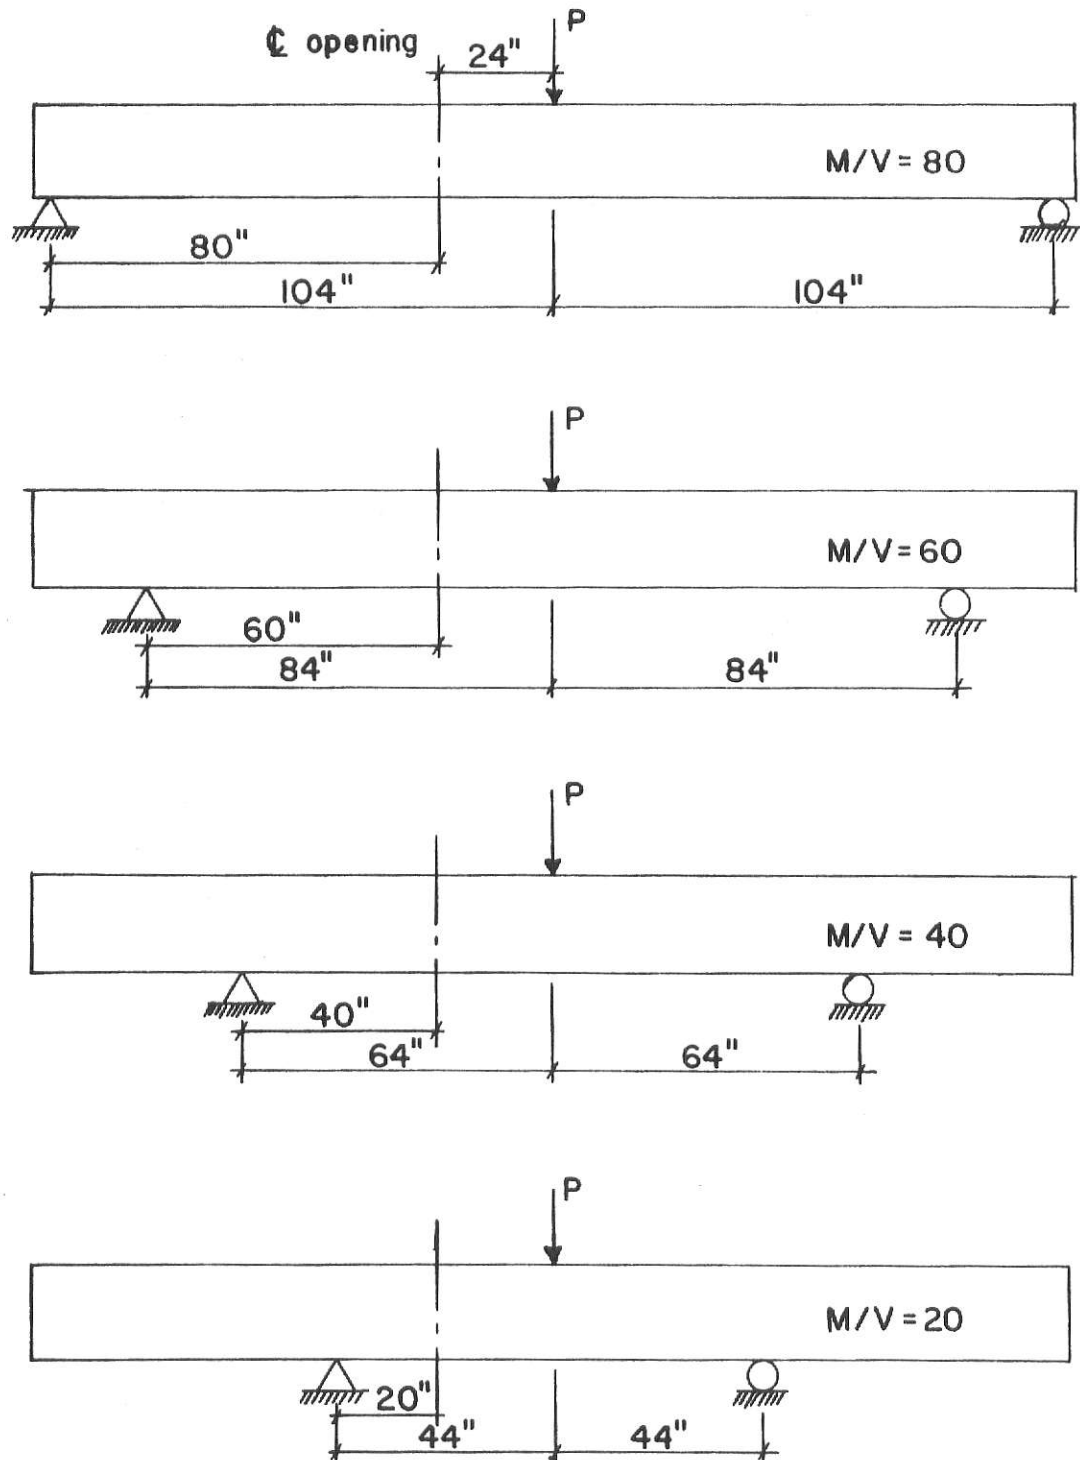 P
℄ opening
24"
M/V = 80
80"
104"
104"
P
M/V = 60
60"
84"
84"
P
M/V = 40
40"
64"
64"
P
M/V = 20
20"
44"
44"